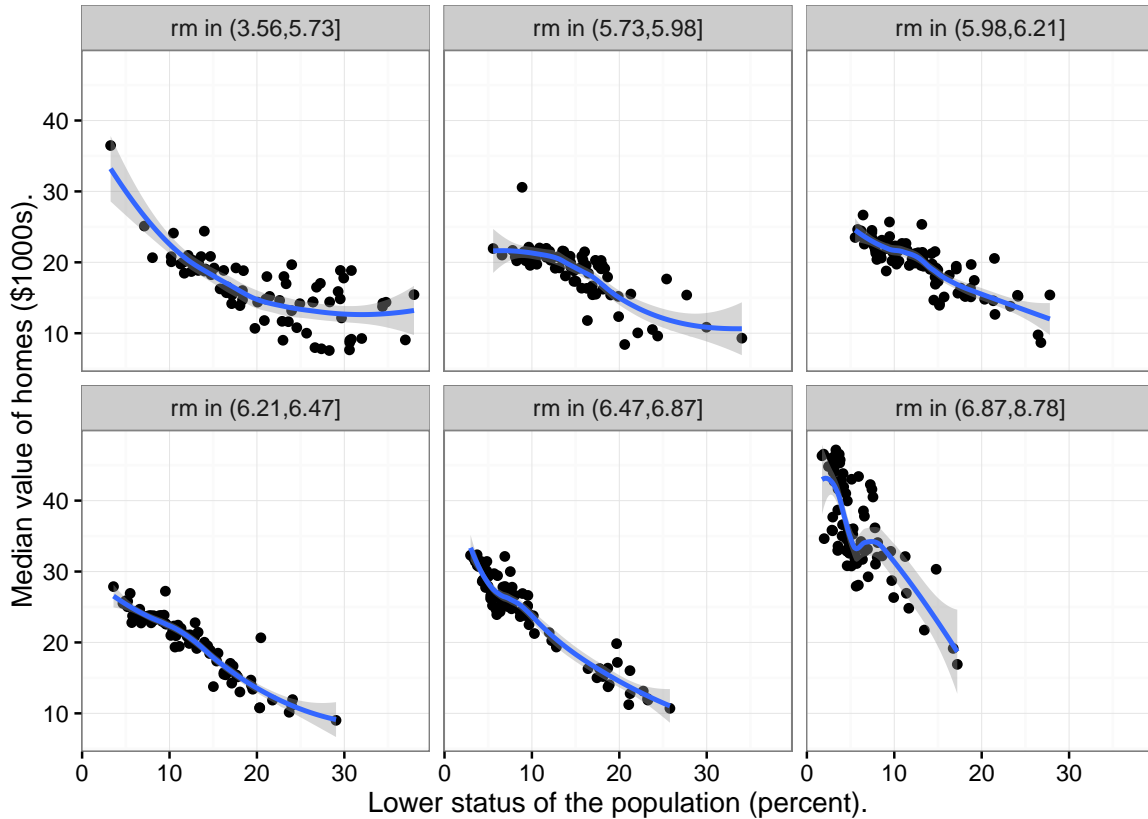 rm in (3.56,5.73] rm in (5.73,5.98] rm in (5.98,6.21]
40
30
20
10
rm in (6.21,6.47] rm in (6.47,6.87] rm in (6.87,8.78]
40
30
20
10
0 10 20 30 0 10 20 30 0 10 20 30
Lower status of the population (percent).
Median value of homes ($1000s).